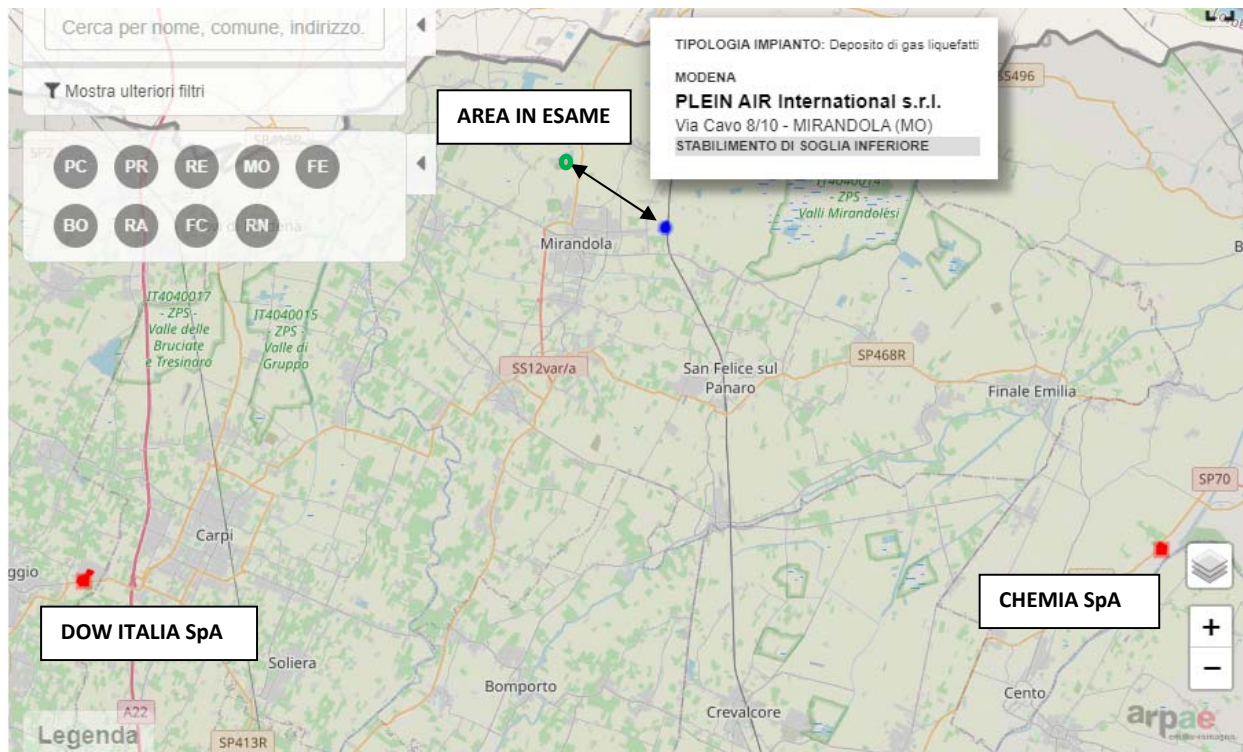 Cerca per nome, comune, indirizzo.
Mostra ulteriori filtri
PC PR RE MO FE
BO RA FC RN
AREA IN ESAME
TIPOLOGIA IMPIANTO: Deposito di gas liquefatti
MODENA
PLEIN AIR International s.r.l.
Via Cavo 8/10 - MIRANDOLA (MO)
STABILIMENTO DI SOGLIA INFERIORE
SS496
IT4040014
- ZPS -
Valli Mirandolesi
Mirandola
IT4040017
- ZPS -
Valle delle
Bruciate
e Tresinaro
IT4040015
- ZPS -
Valle di
Gruppo
SS12var/a
San Felice sul
Panaro
SP468R
Finale Emilia
SP70
Carpi
ggio
DOW ITALIA SpA
CHEMIA SpA
Soliera
Bomporto
Crevalcore
Cento
A22
SP413R
Legenda
+
−
arpae
emilia-romagna